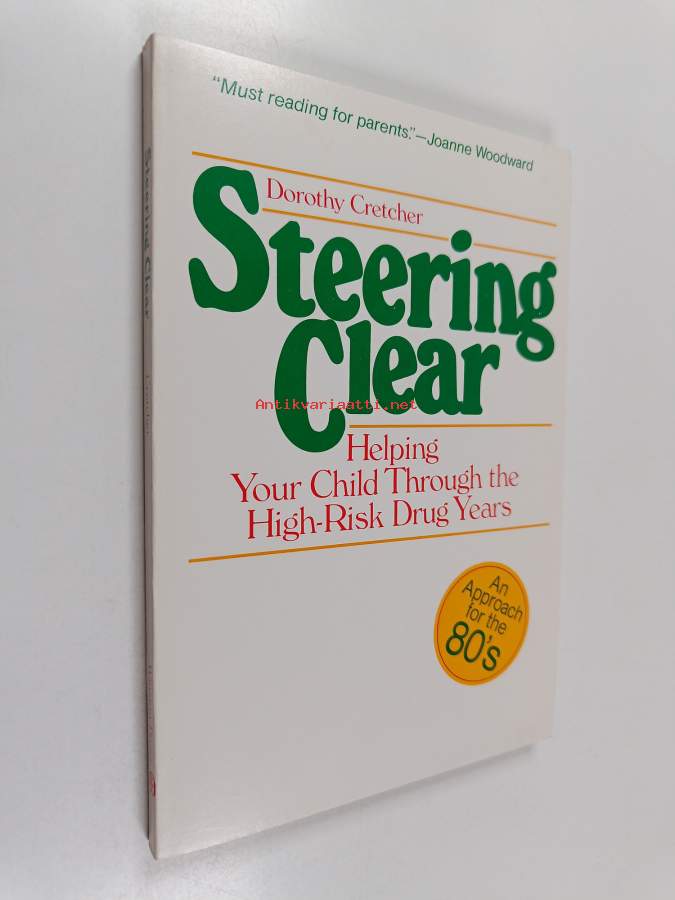 “Must reading for parents.”—Joanne Woodward
Dorothy Cretcher
Steering
Clear
Antikvariaatti.net
Helping
Your Child Through the
High-Risk Drug Years
An
Approach
for the
80's
Steering Clear